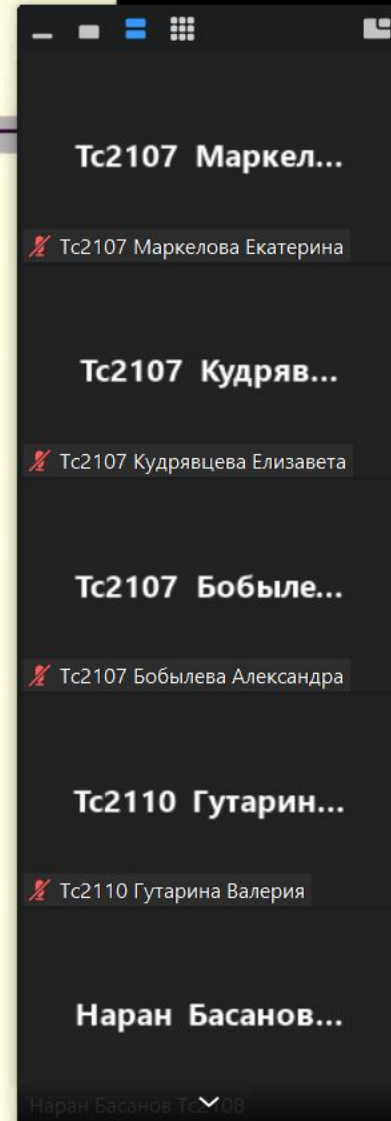 Тс2107 Маркел...
Тс2107 Маркелова Екатерина
Тс2107 Кудряв...
Тс2107 Кудрявцева Елизавета
Тс2107 Бобыле...
Тс2107 Бобылева Александра
Тс2110 Гутарин...
Тс2110 Гутарина Валерия
Наран Басанов...
Наран Басанов Тс2108